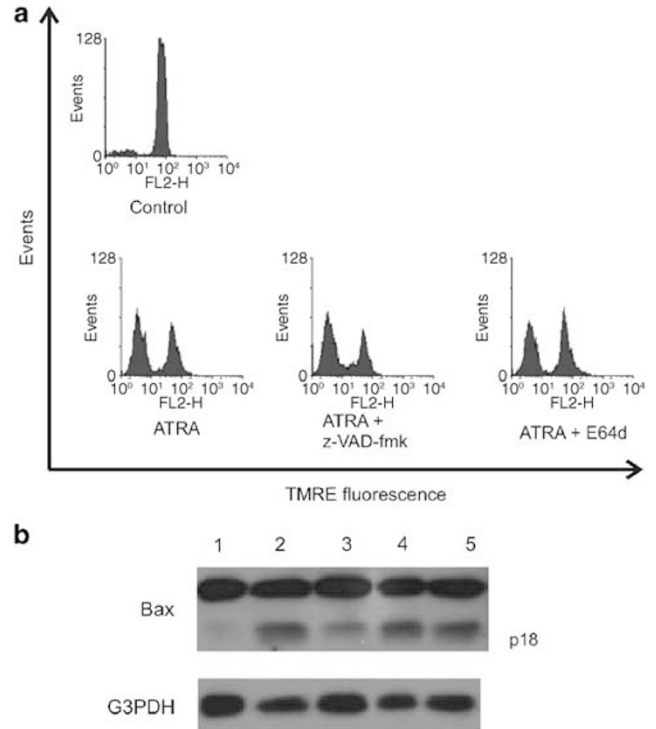 a
128
Events
0
10⁰ 10¹ 10² 10³ 10⁴
FL2-H
Control
Events
128
Events
0
10⁰ 10¹ 10² 10³ 10⁴
FL2-H
ATRA
128
Events
0
10⁰ 10¹ 10² 10³ 10⁴
FL2-H
ATRA +
z-VAD-fmk
128
Events
0
10⁰ 10¹ 10² 10³ 10⁴
FL2-H
ATRA + E64d
TMRE fluorescence
b
1 2 3 4 5
Bax
p18
G3PDH